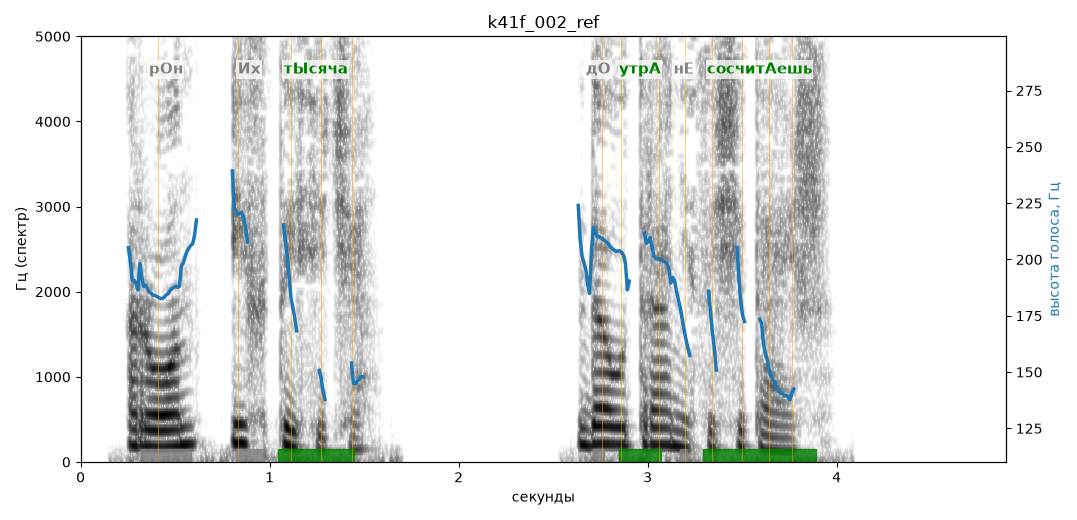 k41f_002_ref
5000
4000
3000
2000
1000
0
Гц (спектр)
рОн Их тЫсяча дО утрА нЕ сосчитАешь
275
250
225
200
175
150
125
высота голоса, Гц
0 1 2 3 4
секунды